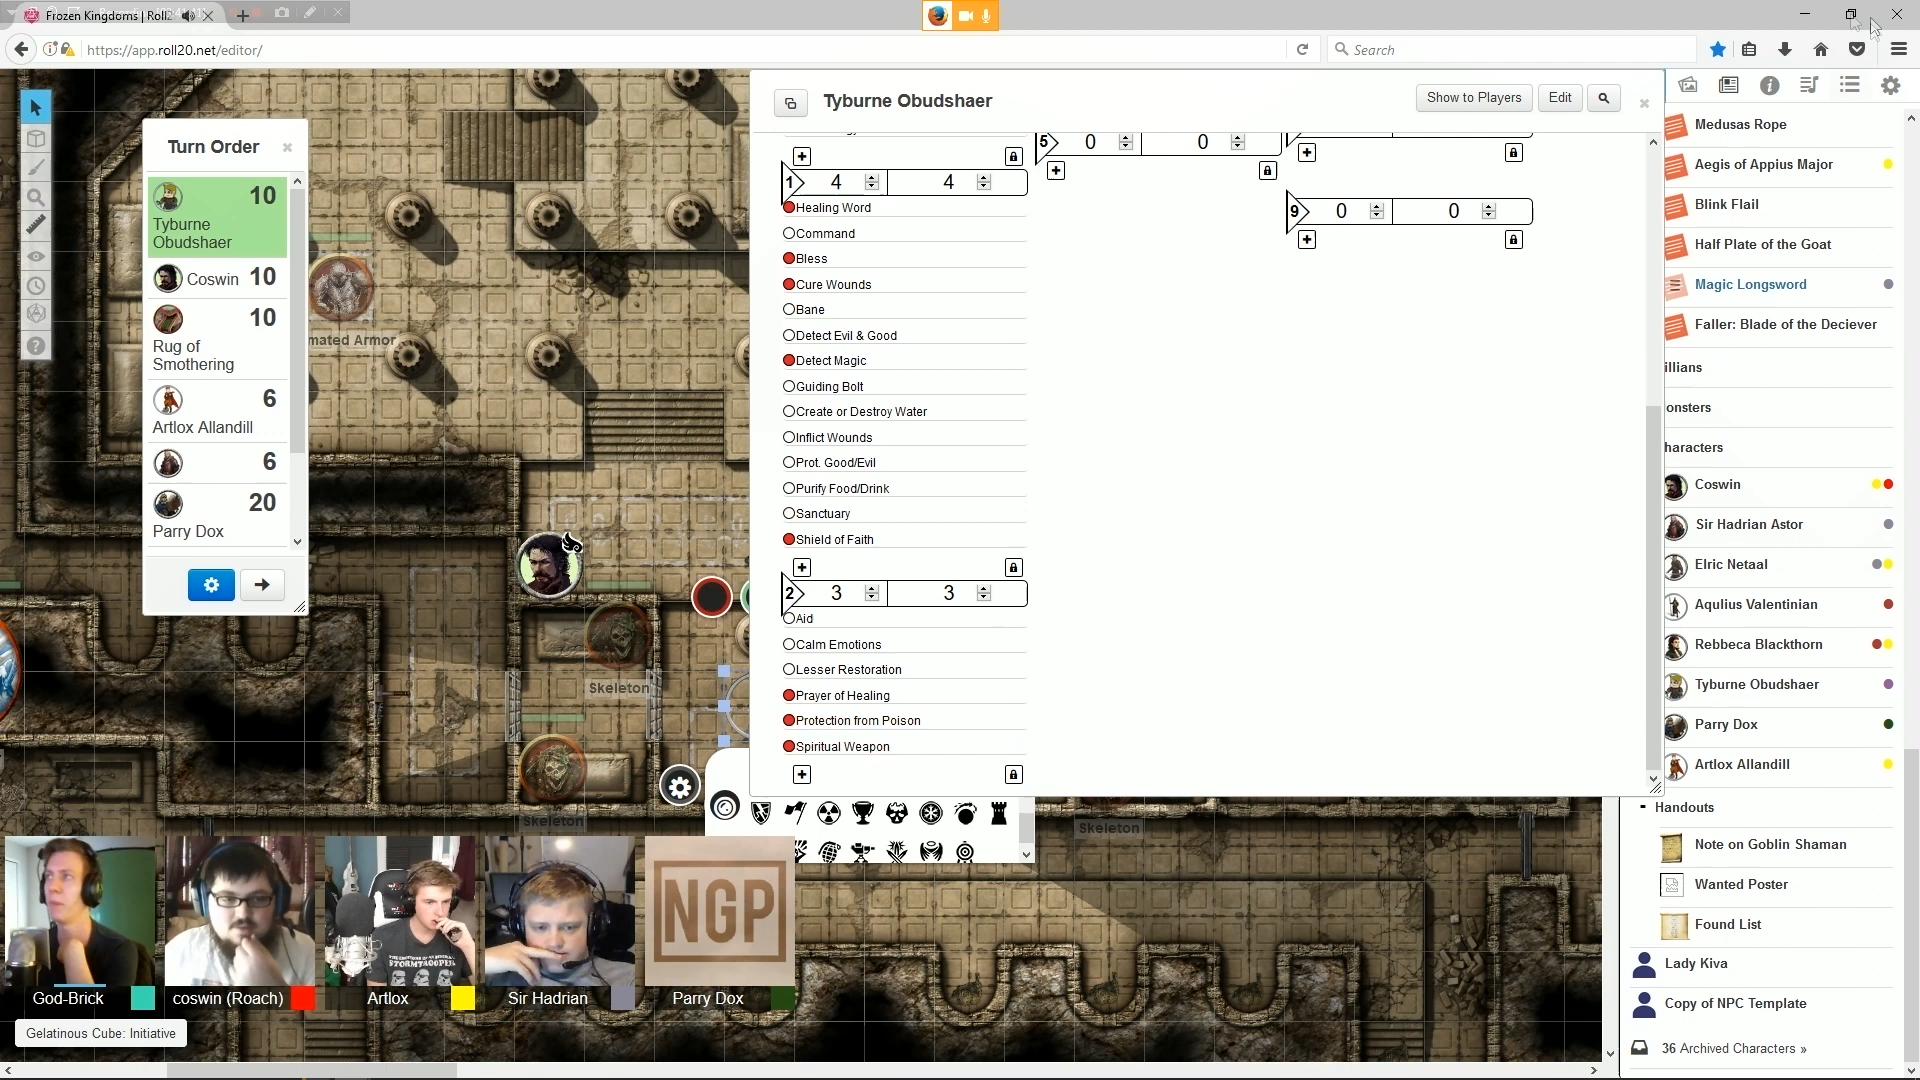 Frozen Kingdoms | Roll2
https://app.roll20.net/editor/
Search
Turn Order
10
Tyburne
Obudshaer
Coswin 10
10
Rug of
Smothering
6
Artlox Allandill
6
20
Parry Dox
mated Armor
Skeleton
Skeleton
Skeleton
Tyburne Obudshaer
Show to Players
Edit
1 4 4
Healing Word
Command
Bless
Cure Wounds
Bane
Detect Evil & Good
Detect Magic
Guiding Bolt
Create or Destroy Water
Inflict Wounds
Prot. Good/Evil
Purify Food/Drink
Sanctuary
Shield of Faith
2 3 3
Aid
Calm Emotions
Lesser Restoration
Prayer of Healing
Protection from Poison
Spiritual Weapon
5 0 0
9 0 0
Medusas Rope
Aegis of Appius Major
Blink Flail
Half Plate of the Goat
Magic Longsword
Faller: Blade of the Deciever
illians
onsters
haracters
Coswin
Sir Hadrian Astor
Elric Netaal
Aqulius Valentinian
Rebbeca Blackthorn
Tyburne Obudshaer
Parry Dox
Artlox Allandill
Handouts
Note on Goblin Shaman
Wanted Poster
Found List
Lady Kiva
Copy of NPC Template
36 Archived Characters »
STORMTROOPER
NGP
God-Brick
coswin (Roach)
Artlox
Sir Hadrian
Parry Dox
Gelatinous Cube: Initiative